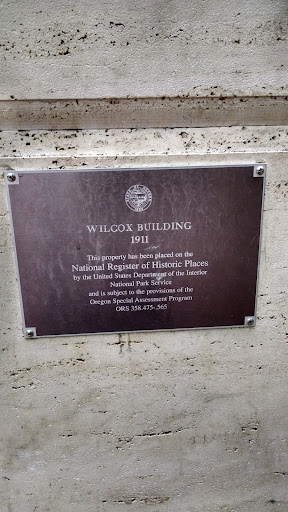 WILCOX BUILDING
1911
This property has been placed on the
National Register of Historic Places
by the United States Department of the Interior
National Park Service
and is subject to the provisions of the
Oregon Special Assessment Program
ORS 358.475-.565